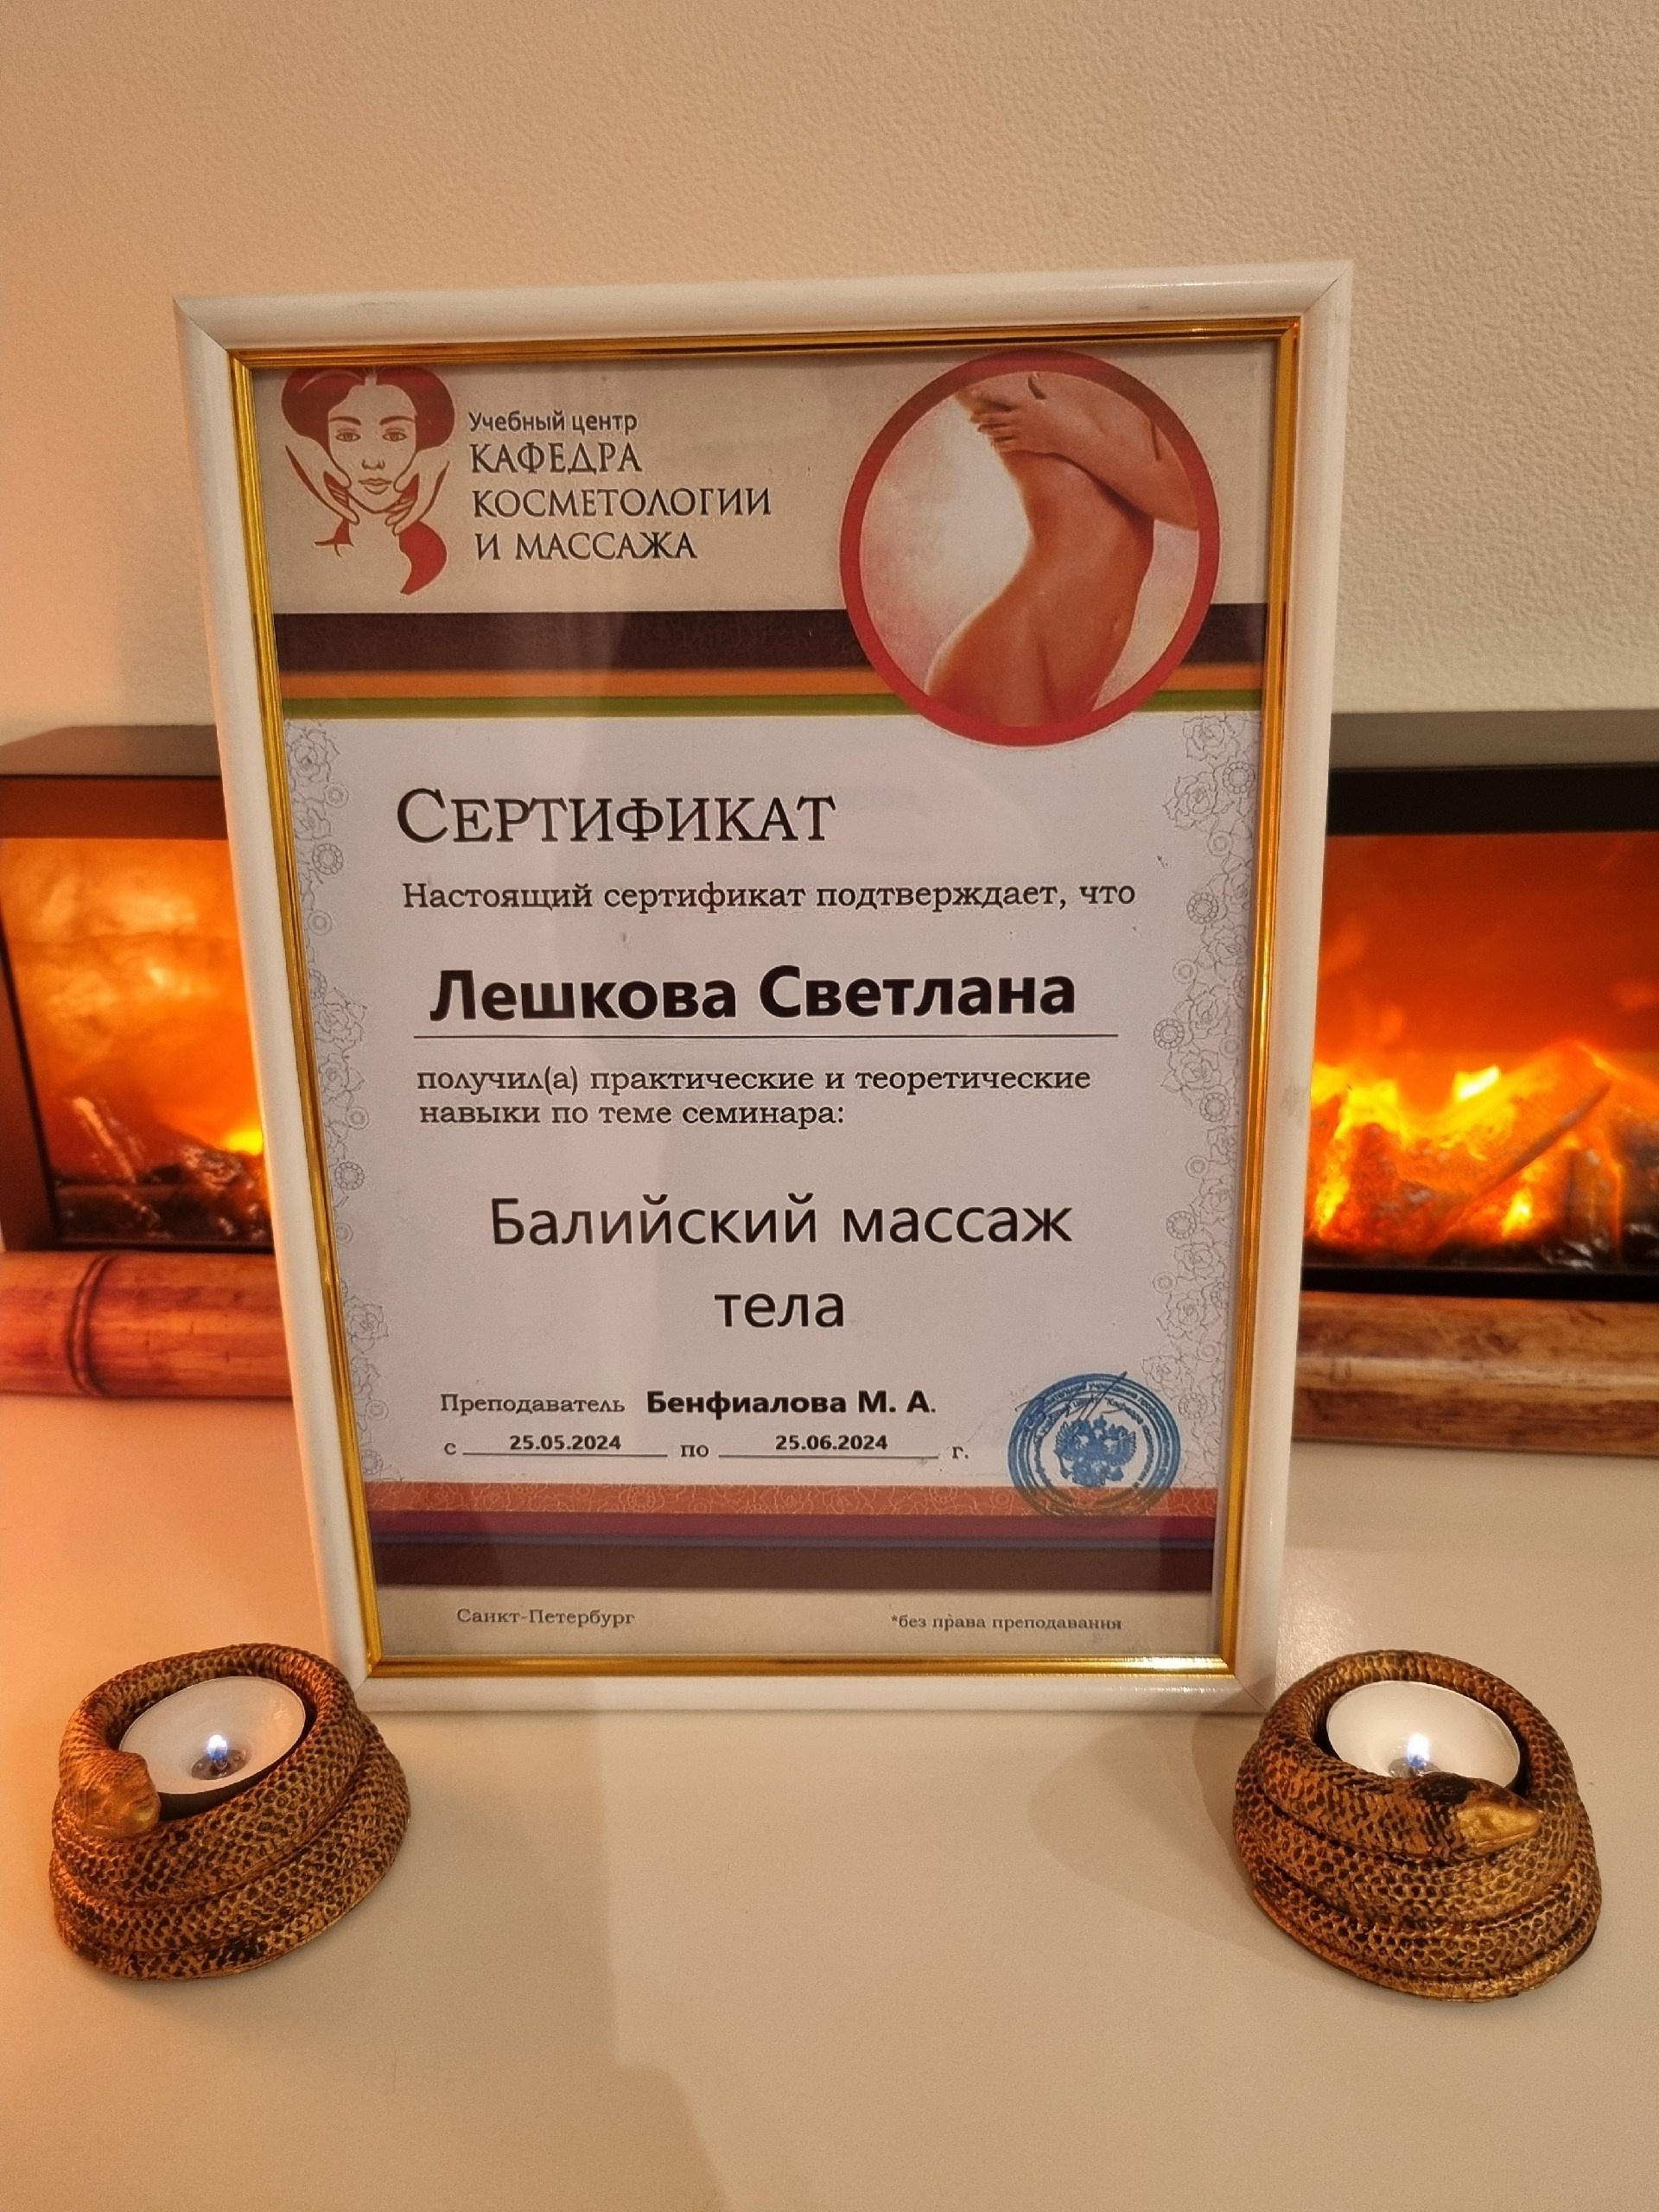 Учебный центр
КАФЕДРА
КОСМЕТОЛОГИИ
И МАССАЖА
СЕРТИФИКАТ
Настоящий сертификат подтверждает, что
Лешкова Светлана
получил(а) практические и теоретические
навыки по теме семинара:
Балийский массаж
тела
Преподаватель Бенфиалова М. А.
с 25.05.2024 по 25.06.2024 г.
Санкт-Петербург *без права преподавания